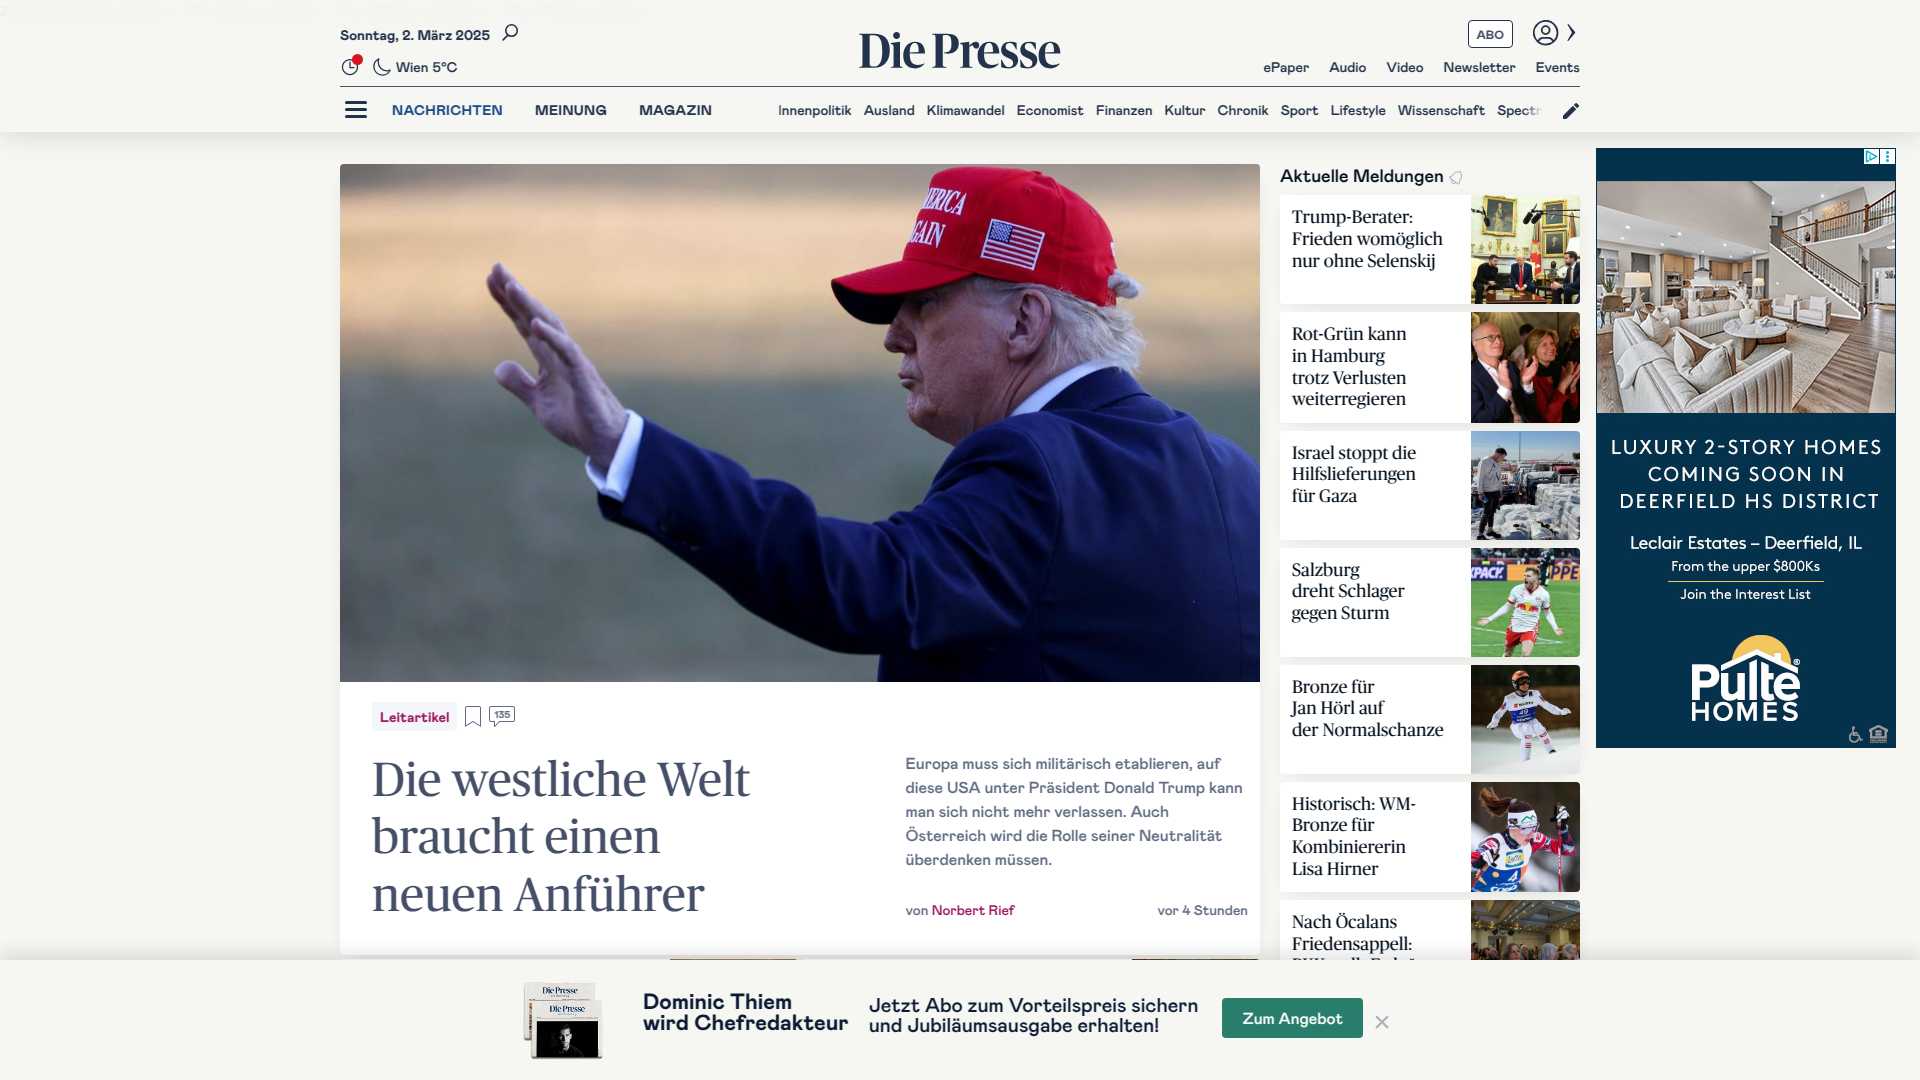 Sonntag, 2. März 2025
Wien 5°C
Die Presse
ABO
ePaper Audio Video Newsletter Events
NACHRICHTEN MEINUNG MAGAZIN
Innenpolitik Ausland Klimawandel Economist Finanzen Kultur Chronik Sport Lifestyle Wissenschaft
Leitartikel
135
Die westliche Welt
braucht einen
neuen Anführer
Europa muss sich militärisch etablieren, auf
diese USA unter Präsident Donald Trump kann
man sich nicht mehr verlassen. Auch
Österreich wird die Rolle seiner Neutralität
überdenken müssen.
von Norbert Rief
vor 4 Stunden
Aktuelle Meldungen
Trump-Berater:
Frieden womöglich
nur ohne Selenskij
Rot-Grün kann
in Hamburg
trotz Verlusten
weiterregieren
Israel stoppt die
Hilfslieferungen
für Gaza
Salzburg
dreht Schlager
gegen Sturm
Bronze für
Jan Hörl auf
der Normalschanze
Historisch: WM-
Bronze für
Kombiniererin
Lisa Hirner
Nach Öcalans
Friedensappell:
LUXURY 2-STORY HOMES
COMING SOON IN
DEERFIELD HS DISTRICT
Leclair Estates – Deerfield, IL
From the upper $800Ks
Join the Interest List
Pulte
HOMES
Die Presse
Die Presse
Dominic Thiem
wird Chefredakteur
Jetzt Abo zum Vorteilspreis sichern
und Jubiläumsausgabe erhalten!
Zum Angebot